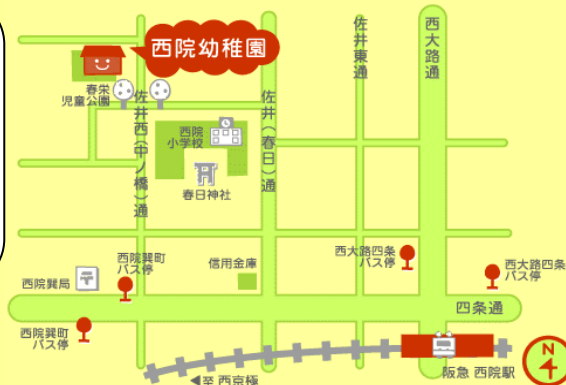 西院幼稚園
春栄
児童公園
佐井西(中ノ橋)通
佐井(春日)通
佐井東通
西大路通
西院
小学校
春日神社
西院巽町
バス停
信用金庫
西大路四条
バス停
西大路四条
バス停
西院巽局
四条通
西院巽町
バス停
阪急 西院駅
◀至 西京極
N